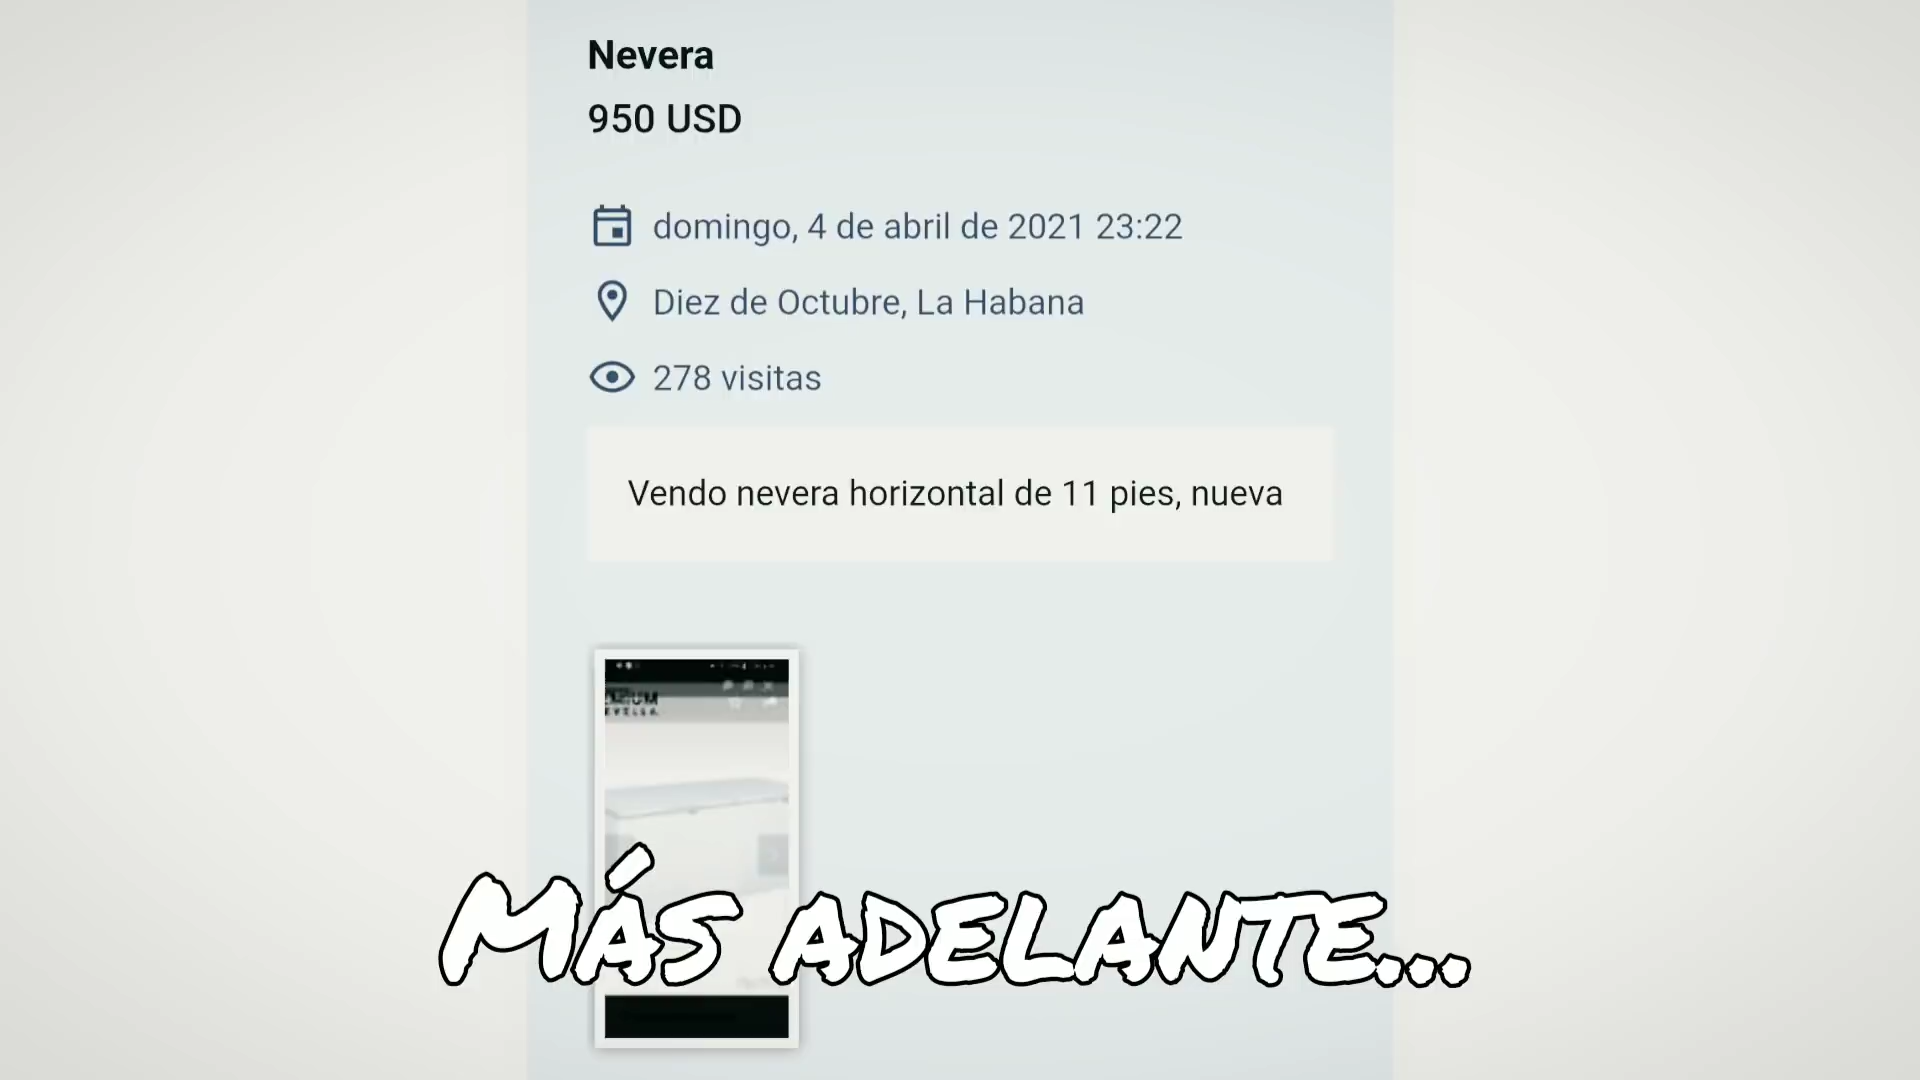 Nevera
950 USD
domingo, 4 de abril de 2021 23:22
Diez de Octubre, La Habana
278 visitas
Vendo nevera horizontal de 11 pies, nueva
Más adelante...